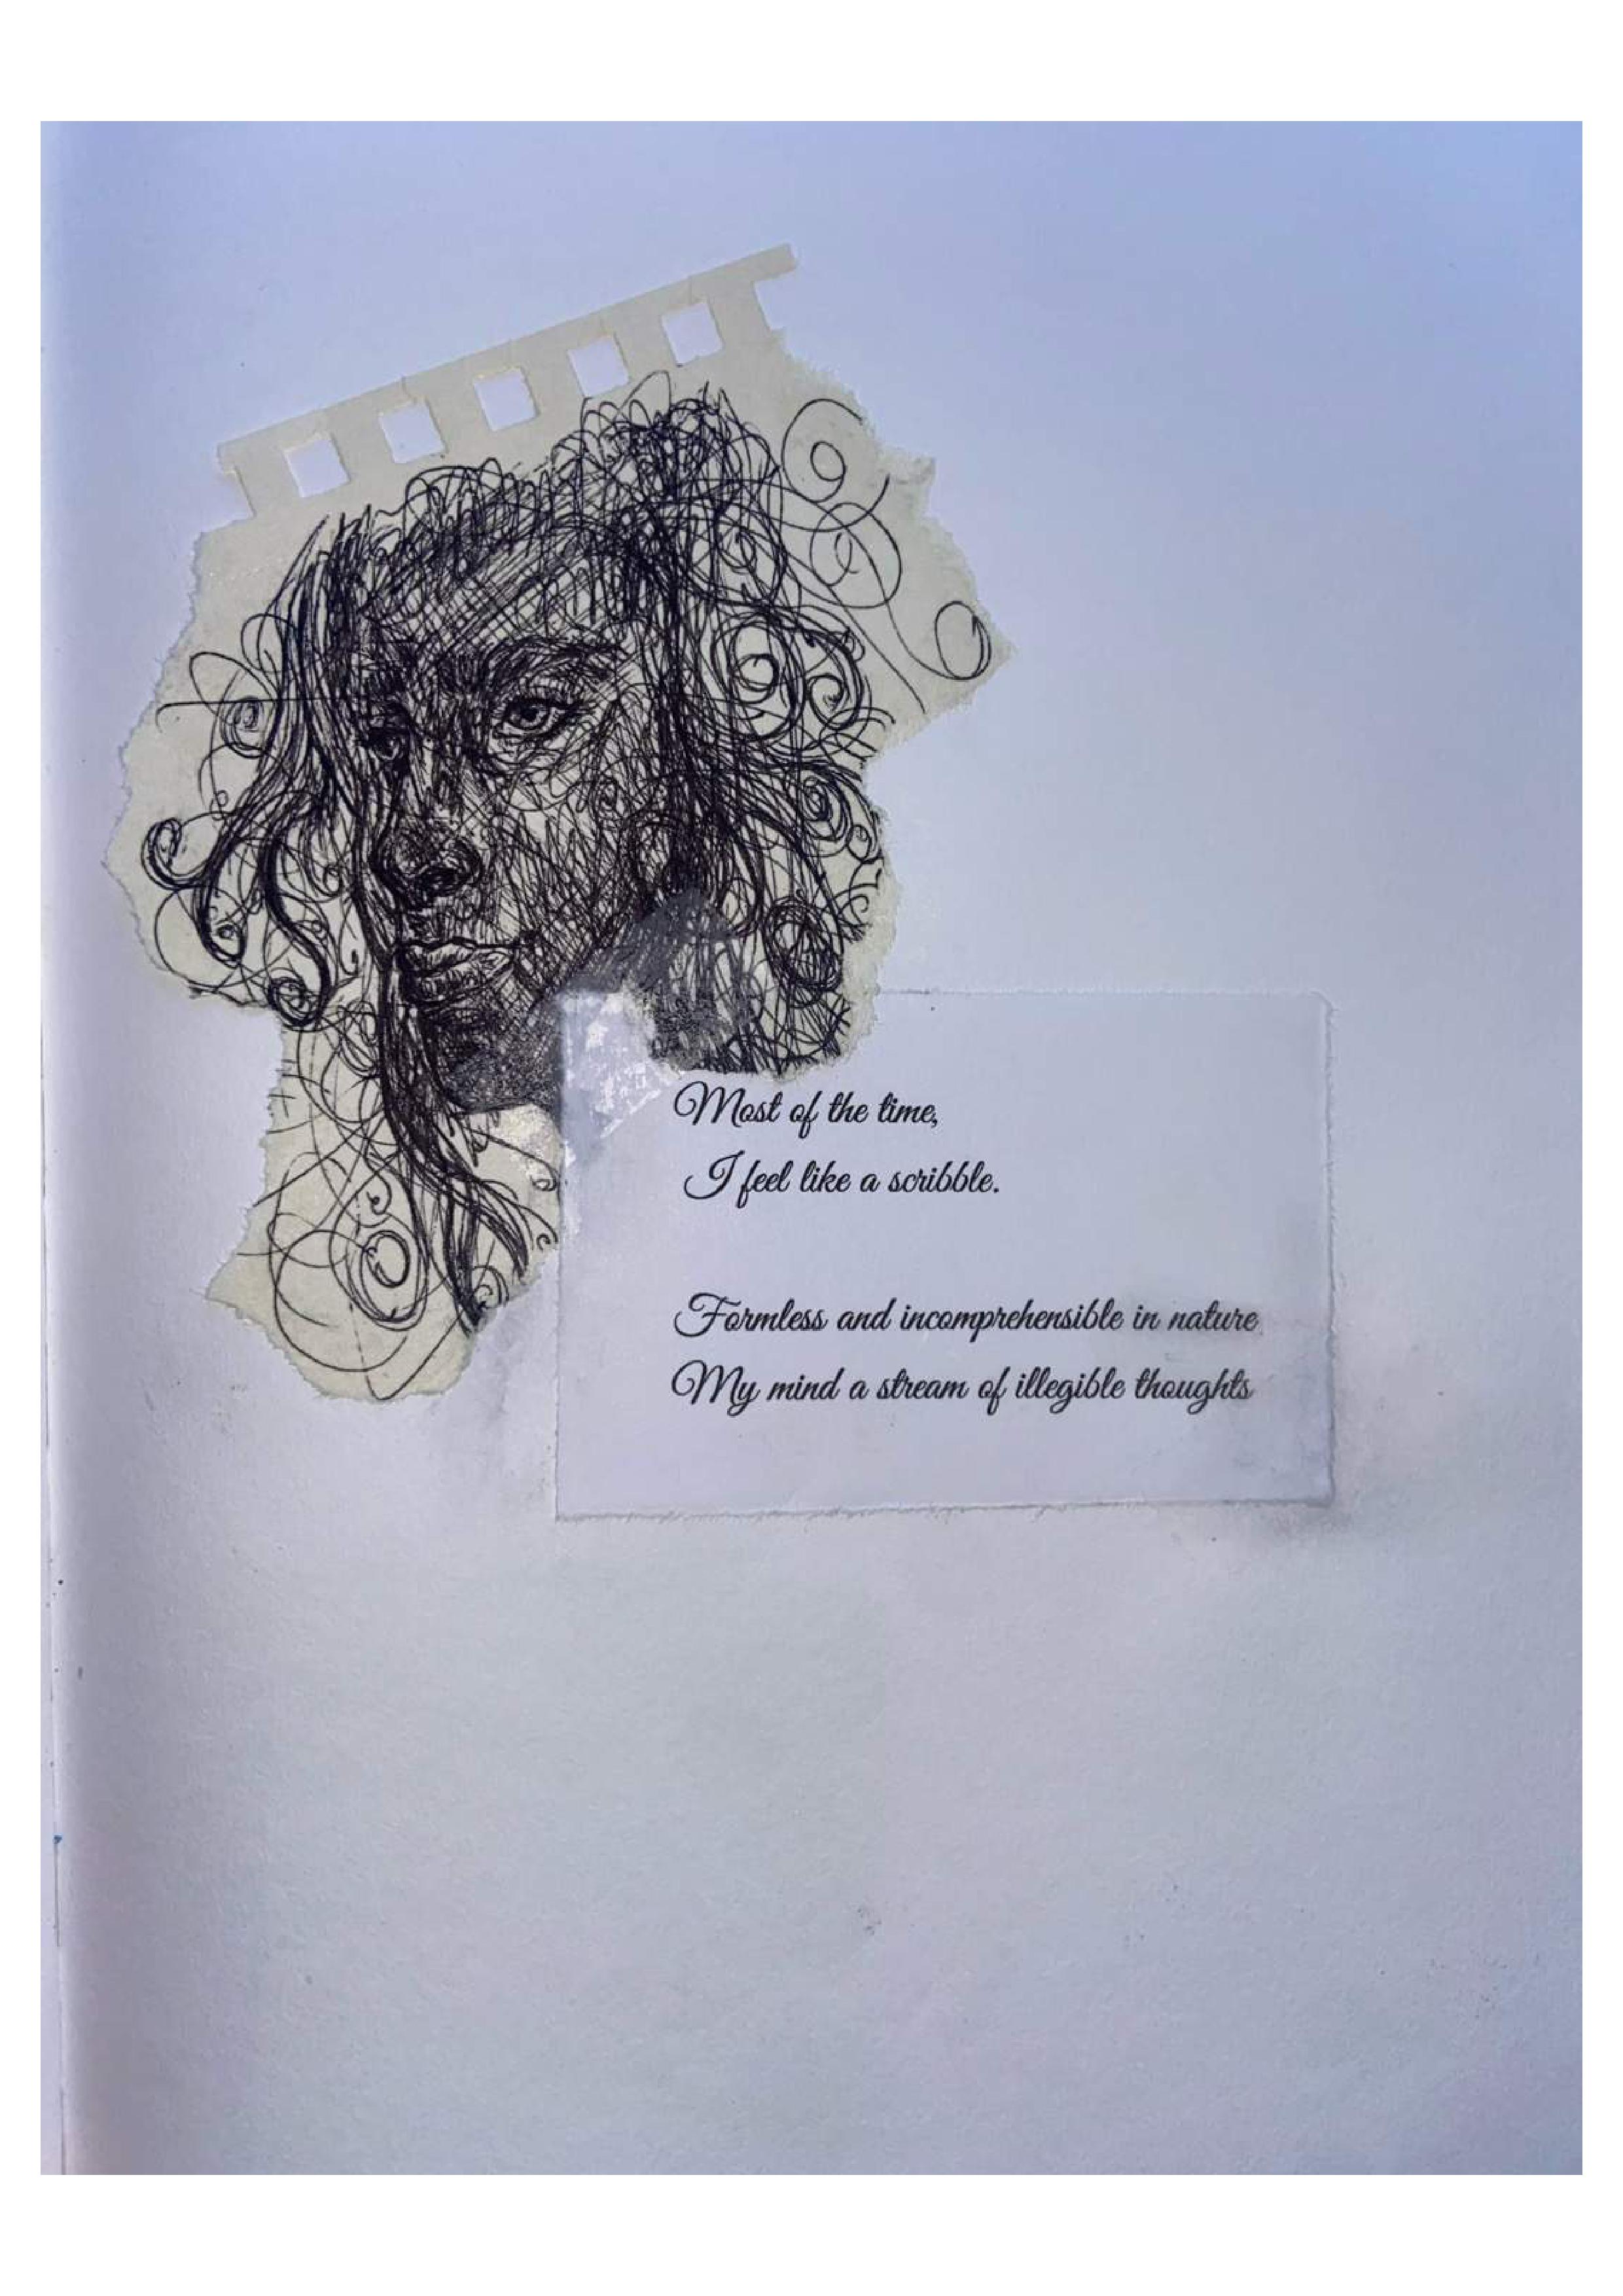 Most of the time,
I feel like a scribble.
Formless and incomprehensible in nature
My mind a stream of illegible thoughts